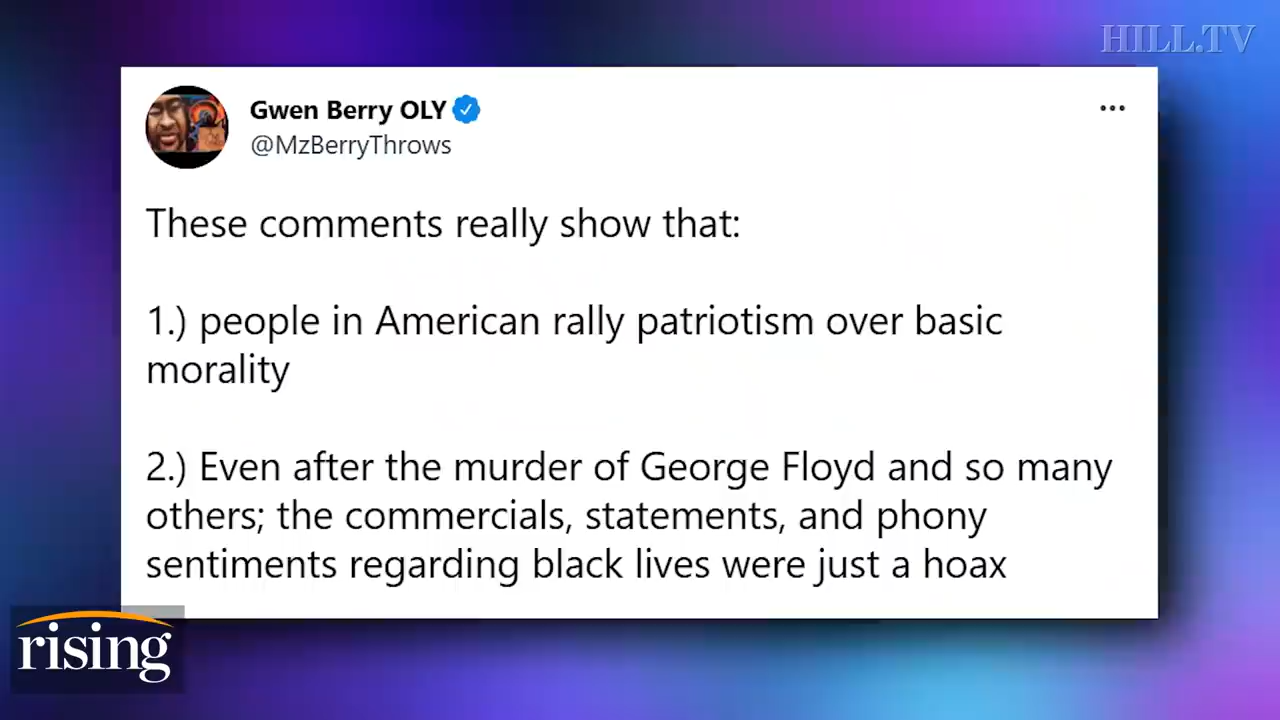 HILL.TV
Gwen Berry OLY
@MzBerryThrows
These comments really show that:
1.) people in American rally patriotism over basic
morality
2.) Even after the murder of George Floyd and so many
others; the commercials, statements, and phony
sentiments regarding black lives were just a hoax
rising